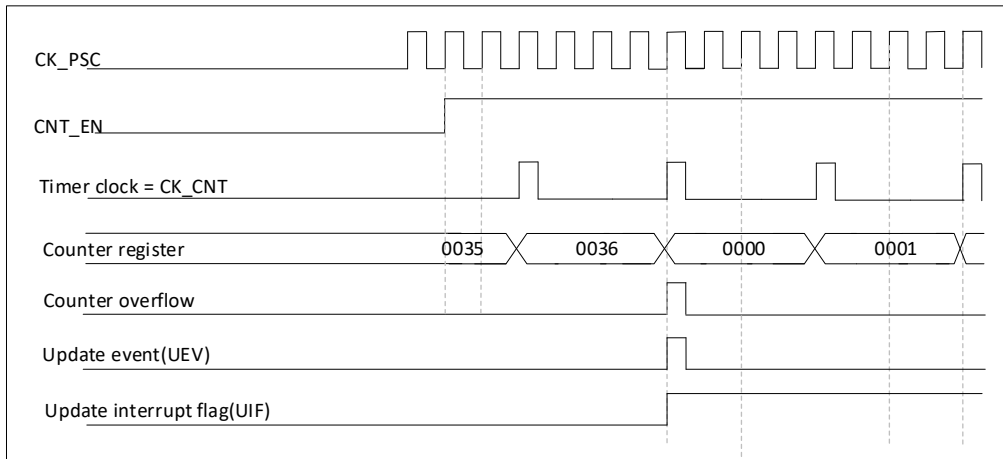 CK_PSC
CNT_EN
Timer clock = CK_CNT
Counter register 0035 0036 0000 0001
Counter overflow
Update event(UEV)
Update interrupt flag(UIF)